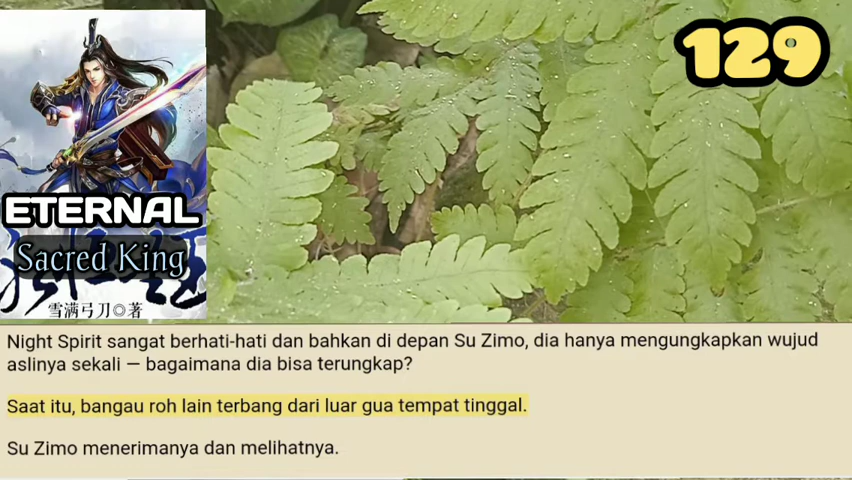 129
ETERNAL
Sacred King
雪满弓刀◎著
Night Spirit sangat berhati-hati dan bahkan di depan Su Zimo, dia hanya mengungkapkan wujud
aslinya sekali — bagaimana dia bisa terungkap?
Saat itu, bangau roh lain terbang dari luar gua tempat tinggal.
Su Zimo menerimanya dan melihatnya.